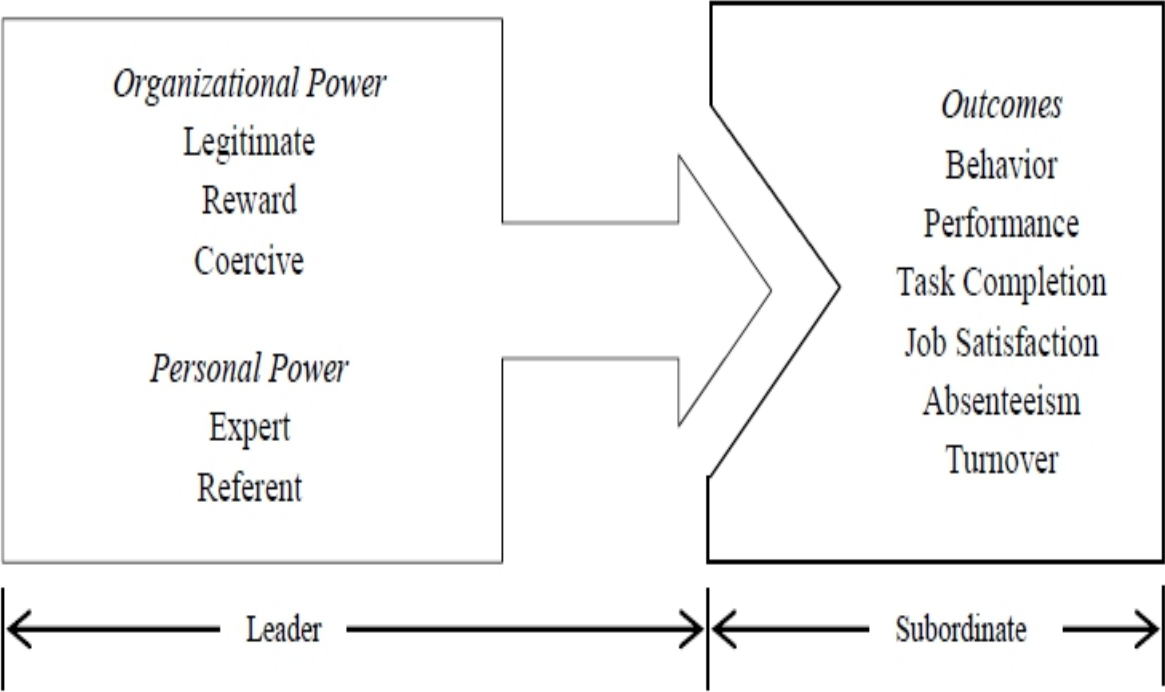 Organizational Power
Legitimate
Reward
Coercive
Personal Power
Expert
Referent
Outcomes
Behavior
Performance
Task Completion
Job Satisfaction
Absenteeism
Turnover
Leader
Subordinate